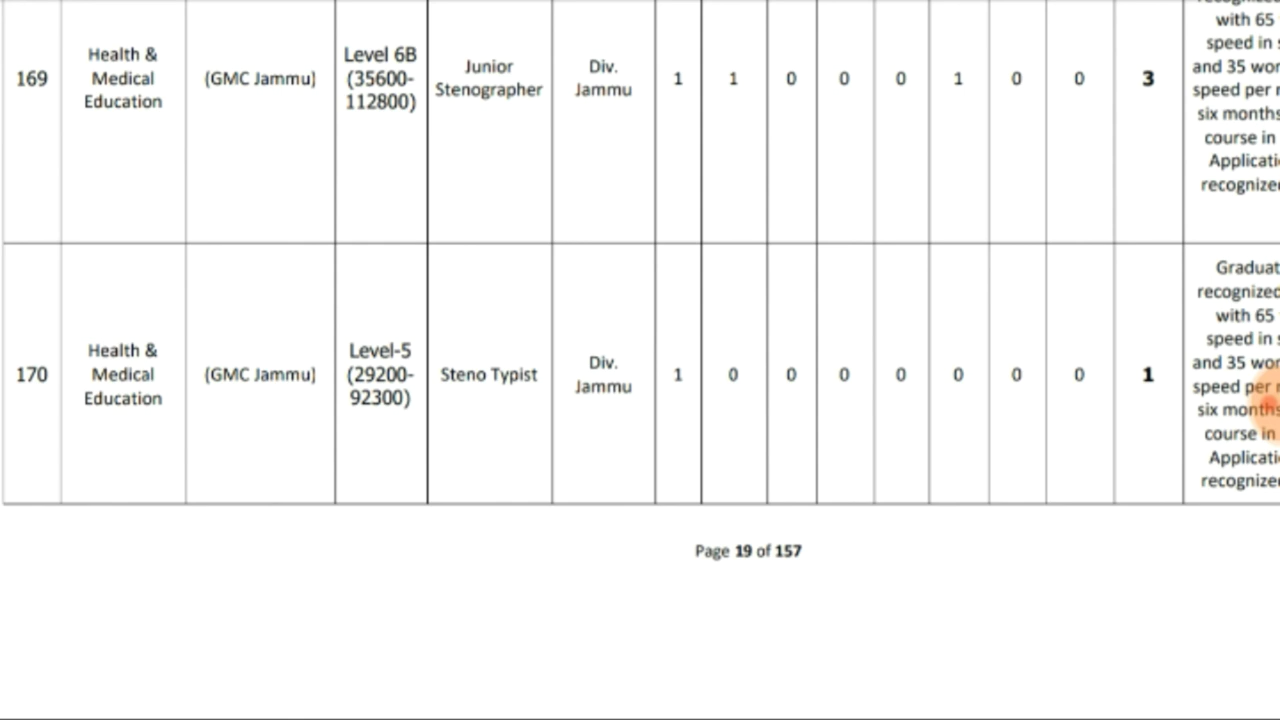 169
Health &
Medical
Education
(GMC Jammu)
Level 6B
(35600-
112800)
Junior
Stenographer
Div.
Jammu
1 1 0 0 0 1 0 0 3
with 65
speed in
and 35 wor
speed per
six months
course in
Applicati
recognized
170
Health &
Medical
Education
(GMC Jammu)
Level-5
(29200-
92300)
Steno Typist
Div.
Jammu
1 0 0 0 0 0 0 0 1
Graduat
recognized
with 65
speed in
and 35 wor
speed per
six months
course in
Applicati
recognize
Page 19 of 157